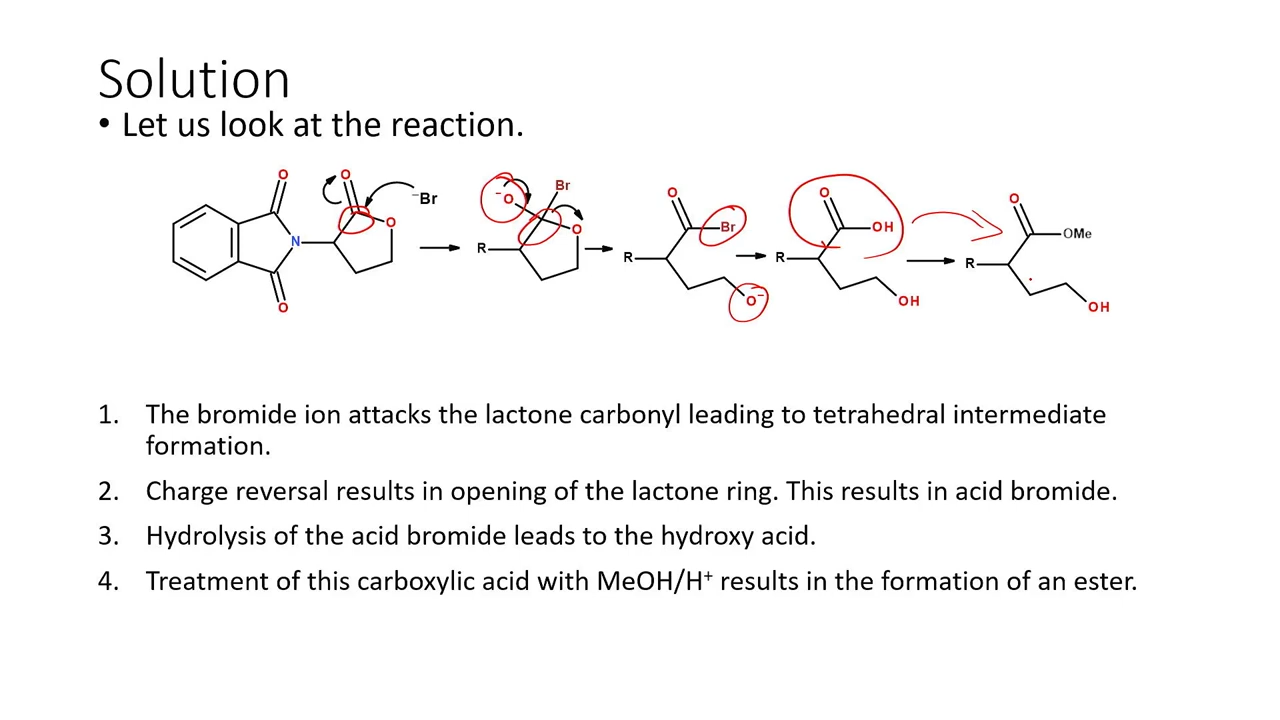 Solution
• Let us look at the reaction.
O O ⁻Br O N O
⁻O Br O R
O Br R O⁻
O OH R OH
O OMe R OH
1. The bromide ion attacks the lactone carbonyl leading to tetrahedral intermediate
formation.
2. Charge reversal results in opening of the lactone ring. This results in acid bromide.
3. Hydrolysis of the acid bromide leads to the hydroxy acid.
4. Treatment of this carboxylic acid with MeOH/H⁺ results in the formation of an ester.